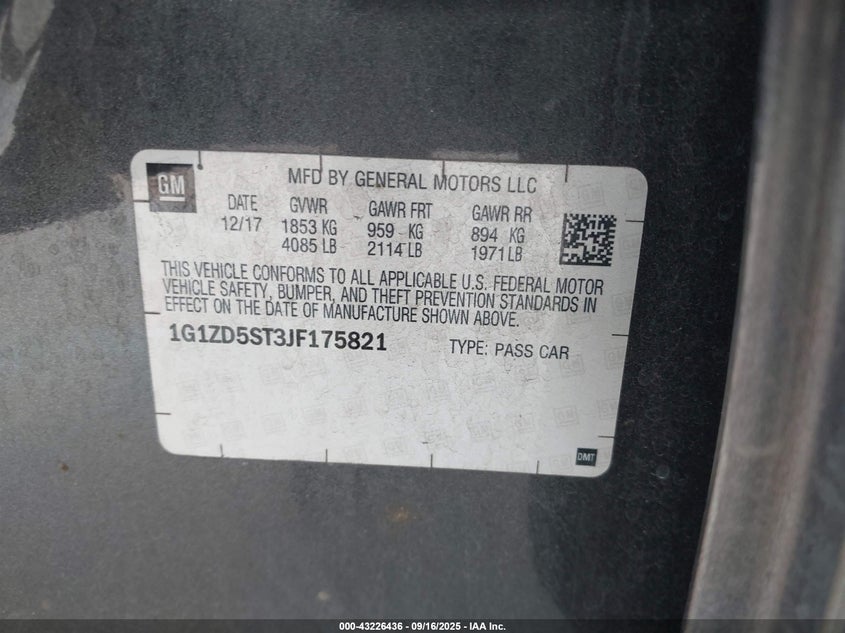 GM
MFD BY GENERAL MOTORS LLC
DATE GVWR GAWR FRT GAWR RR
12/17 1853 KG 959 KG 894 KG
4085 LB 2114 LB 1971 LB
THIS VEHICLE CONFORMS TO ALL APPLICABLE U.S. FEDERAL MOTOR
VEHICLE SAFETY, BUMPER, AND THEFT PREVENTION STANDARDS IN
EFFECT ON THE DATE OF MANUFACTURE SHOWN ABOVE.
1G1ZD5ST3JF175821 TYPE: PASS CAR
DMT
000-43226436 - 09/16/2025 - IAA Inc.